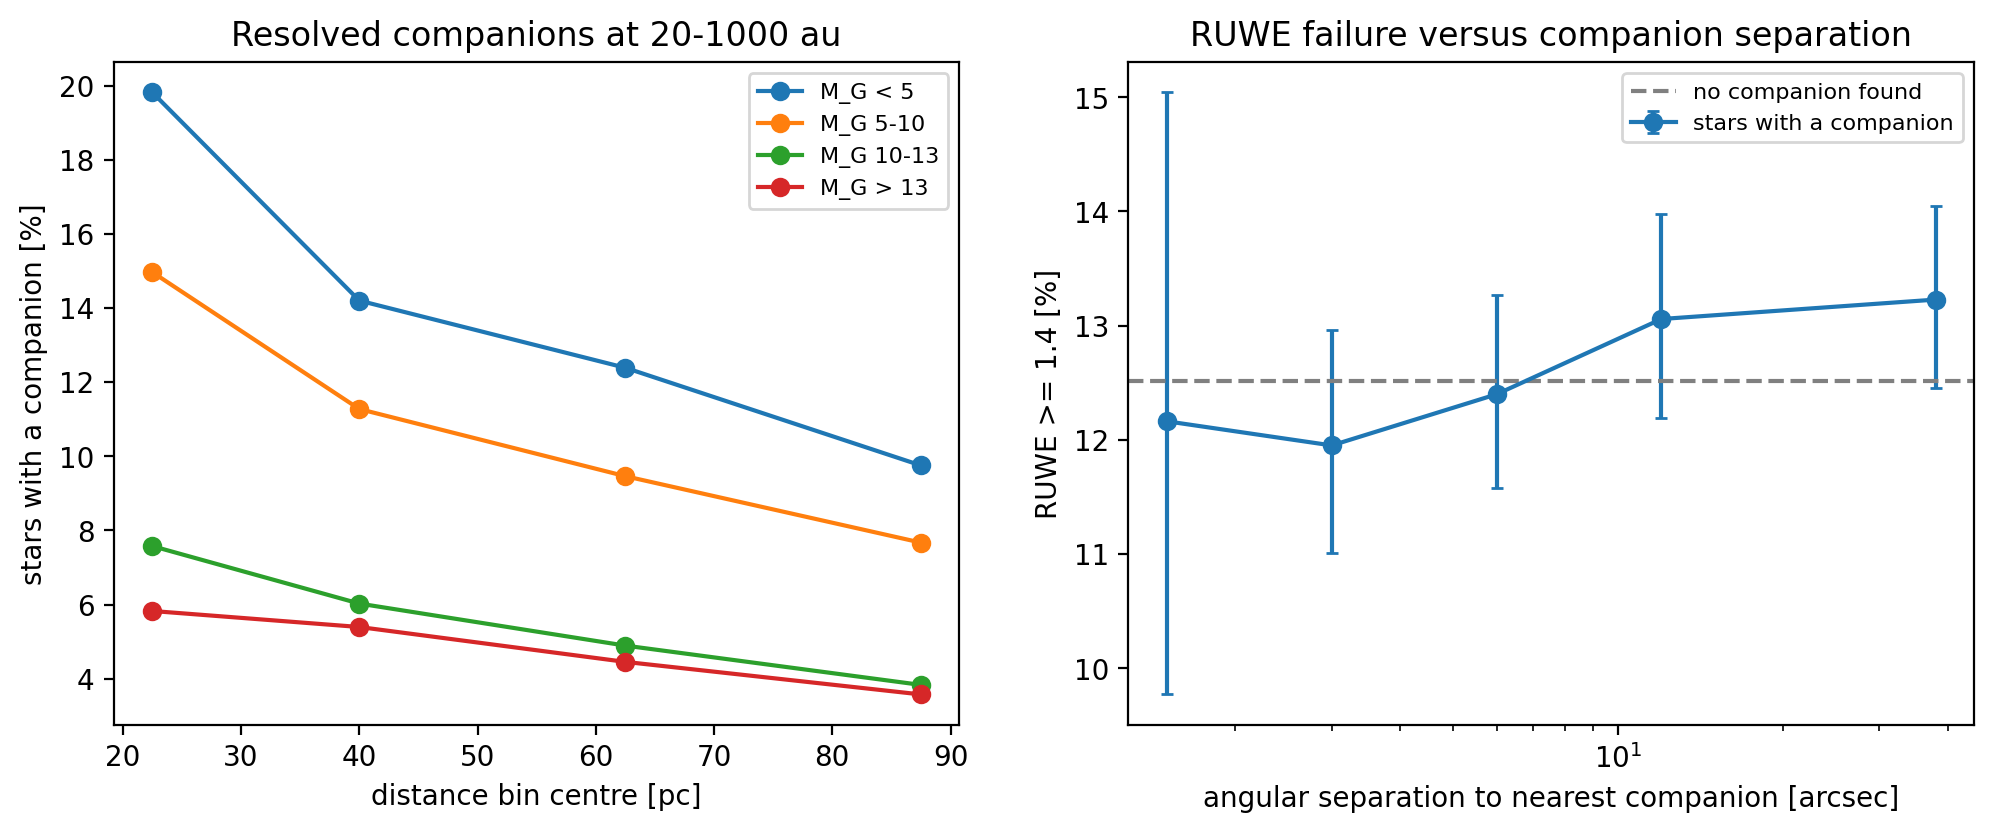 Resolved companions at 20-1000 au
stars with a companion [%]
20
18
16
14
12
10
8
6
4
M_G < 5
M_G 5-10
M_G 10-13
M_G > 13
20 30 40 50 60 70 80 90
distance bin centre [pc]
RUWE failure versus companion separation
RUWE >= 1.4 [%]
15
14
13
12
11
10
no companion found
stars with a companion
10¹
angular separation to nearest companion [arcsec]